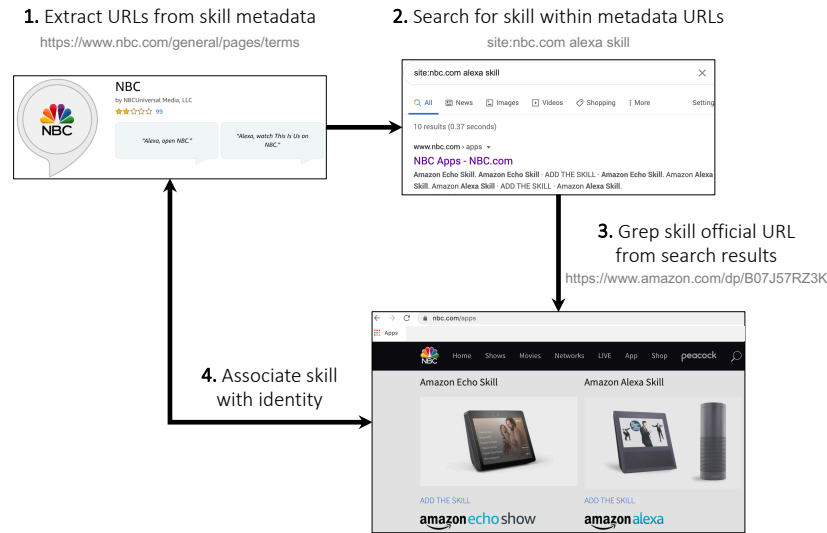 1. Extract URLs from skill metadata
https://www.nbc.com/general/pages/terms
NBC
NBC
by NBCUniversal Media, LLC
99
"Alexa, open NBC."
"Alexa, watch This Is Us on
NBC."
2. Search for skill within metadata URLs
site:nbc.com alexa skill
site:nbc.com alexa skill
All News Images Videos Shopping More Setting
10 results (0.37 seconds)
www.nbc.com › apps
NBC Apps - NBC.com
Amazon Echo Skill. Amazon Echo Skill · ADD THE SKILL · Amazon Echo Skill. Amazon Alexa
Skill. Amazon Alexa Skill · ADD THE SKILL · Amazon Alexa Skill.
3. Grep skill official URL
from search results
https://www.amazon.com/dp/B07J57RZ3K
nbc.com/apps
Apps
NBC
Home Shows Movies Networks LIVE App Shop peacock
Amazon Echo Skill Amazon Alexa Skill
ADD THE SKILL ADD THE SKILL
amazon echo show amazon alexa
4. Associate skill
with identity